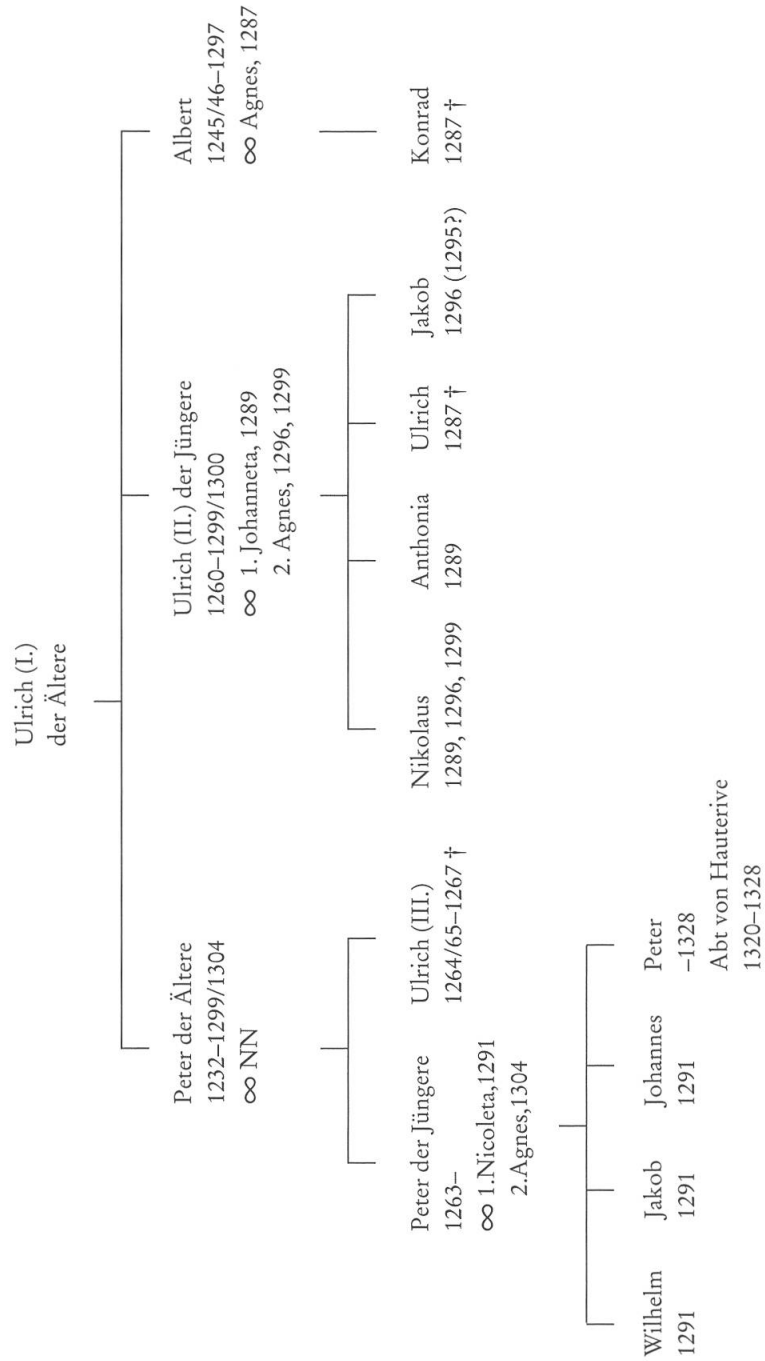 Ulrich (I.)
der Ältere
Peter der Ältere
1232–1299/1304
∞ NN
Ulrich (II.) der Jüngere
1260–1299/1300
∞ 1. Johanneta, 1289
2. Agnes, 1296, 1299
Albert
1245/46–1297
∞ Agnes, 1287
Peter der Jüngere
1263–
∞ 1.Nicoleta,1291
2.Agnes,1304
Ulrich (III.)
1264/65–1267 †
Nikolaus
1289, 1296, 1299
Anthonia
1289
Ulrich
1287 †
Jakob
1296 (1295?)
Konrad
1287 †
Wilhelm
1291
Jakob
1291
Johannes
1291
Peter
–1328
Abt von Hauterive
1320–1328